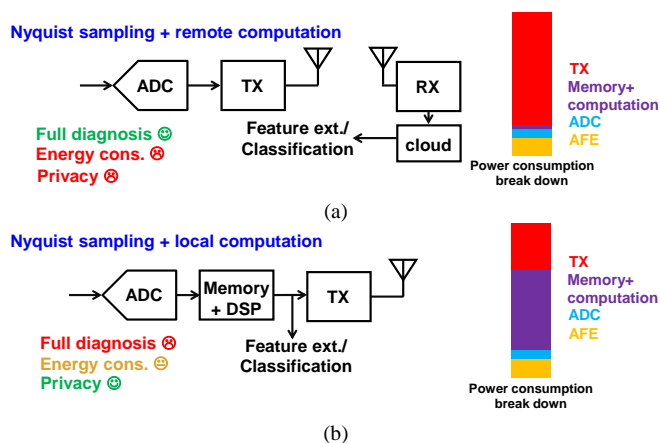 Nyquist sampling + remote computation
ADC
TX
RX
Feature ext./
Classification
cloud
Full diagnosis
Energy cons.
Privacy
TX
Memory+
computation
ADC
AFE
Power consumption
break down
(a)
Nyquist sampling + local computation
ADC
Memory
+ DSP
TX
Feature ext./
Classification
Full diagnosis
Energy cons.
Privacy
TX
Memory+
computation
ADC
AFE
Power consumption
break down
(b)